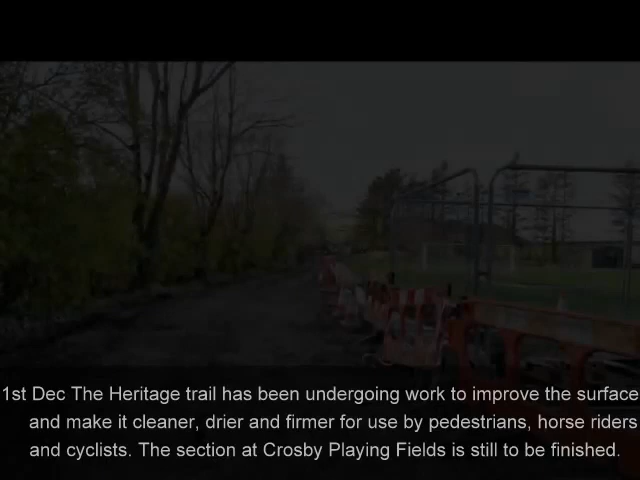 1st Dec The Heritage trail has been undergoing work to improve the surface
and make it cleaner, drier and firmer for use by pedestrians, horse riders
and cyclists. The section at Crosby Playing Fields is still to be finished.